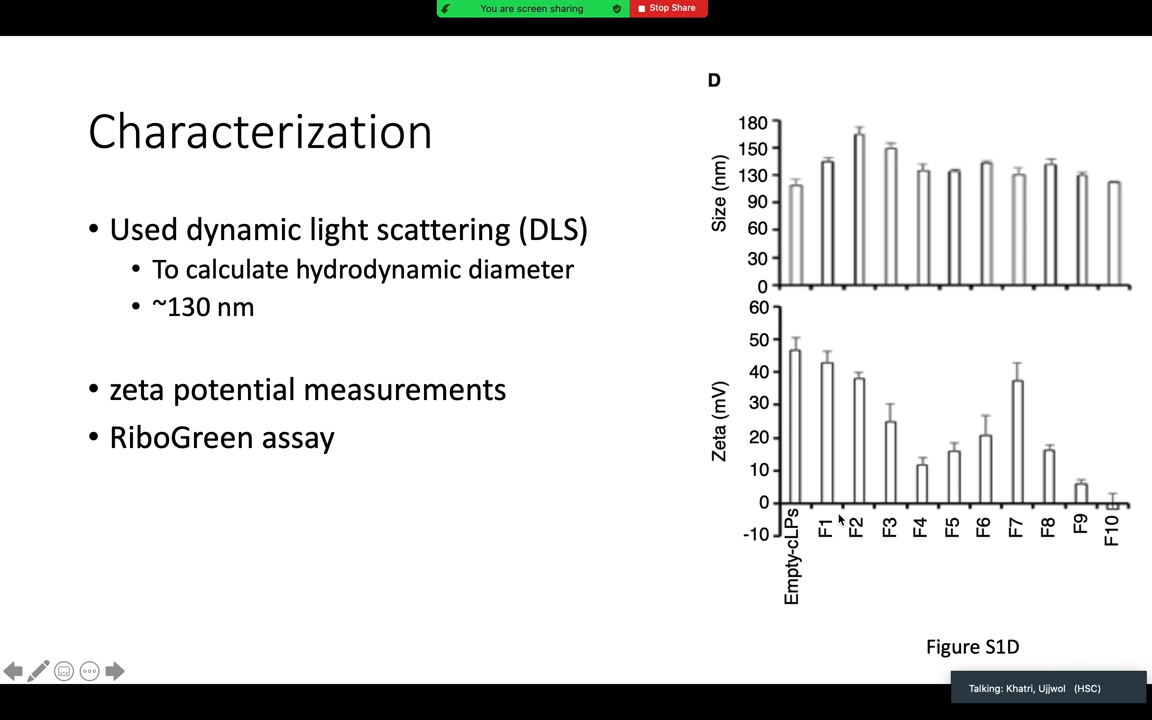 You are screen sharing
Stop Share
Characterization
• Used dynamic light scattering (DLS)
• To calculate hydrodynamic diameter
• ~130 nm
• zeta potential measurements
• RiboGreen assay
D
Size (nm)
180
150
130
90
60
30
0
Zeta (mV)
60
50
40
30
20
10
0
-10
Empty-cLPs
F1
F2
F3
F4
F5
F6
F7
F8
F9
F10
Figure S1D
Talking: Khatri, Ujjwol (HSC)